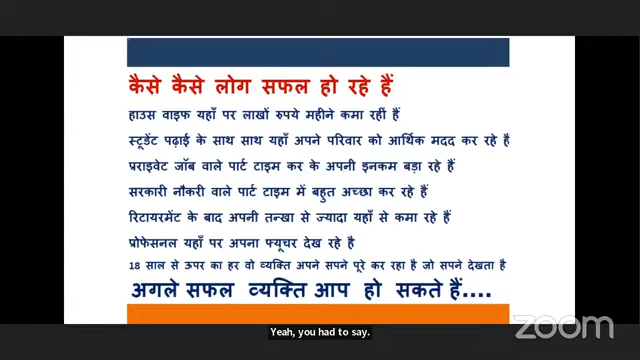 कैसे कैसे लोग सफल हो रहे हैं
हाउस वाइफ यहाँ पर लाखों रुपये महीने कमा रहीं हैं
स्टूडेंट पढ़ाई के साथ साथ यहाँ अपने परिवार को आर्थिक मदद कर रहे है
प्रराइवेट जॉब वाले पार्ट टाइम कर के अपनी इनकम बड़ा रहे हैं
सरकारी नौकरी वाले पार्ट टाइम में बहुत अच्छा कर रहे हैं
रिटायरमेंट के बाद अपनी तन्खा से ज्यादा यहाँ से कमा रहे हैं
प्रोफेसनल यहाँ पर अपना फ्यूचर देख रहे है
18 साल से ऊपर का हर वो व्यक्ति अपने सपने पूरे कर रहा है जो सपने देखता है
अगले सफल व्यक्ति आप हो सकते हैं....
Yeah, you had to say.
zoom